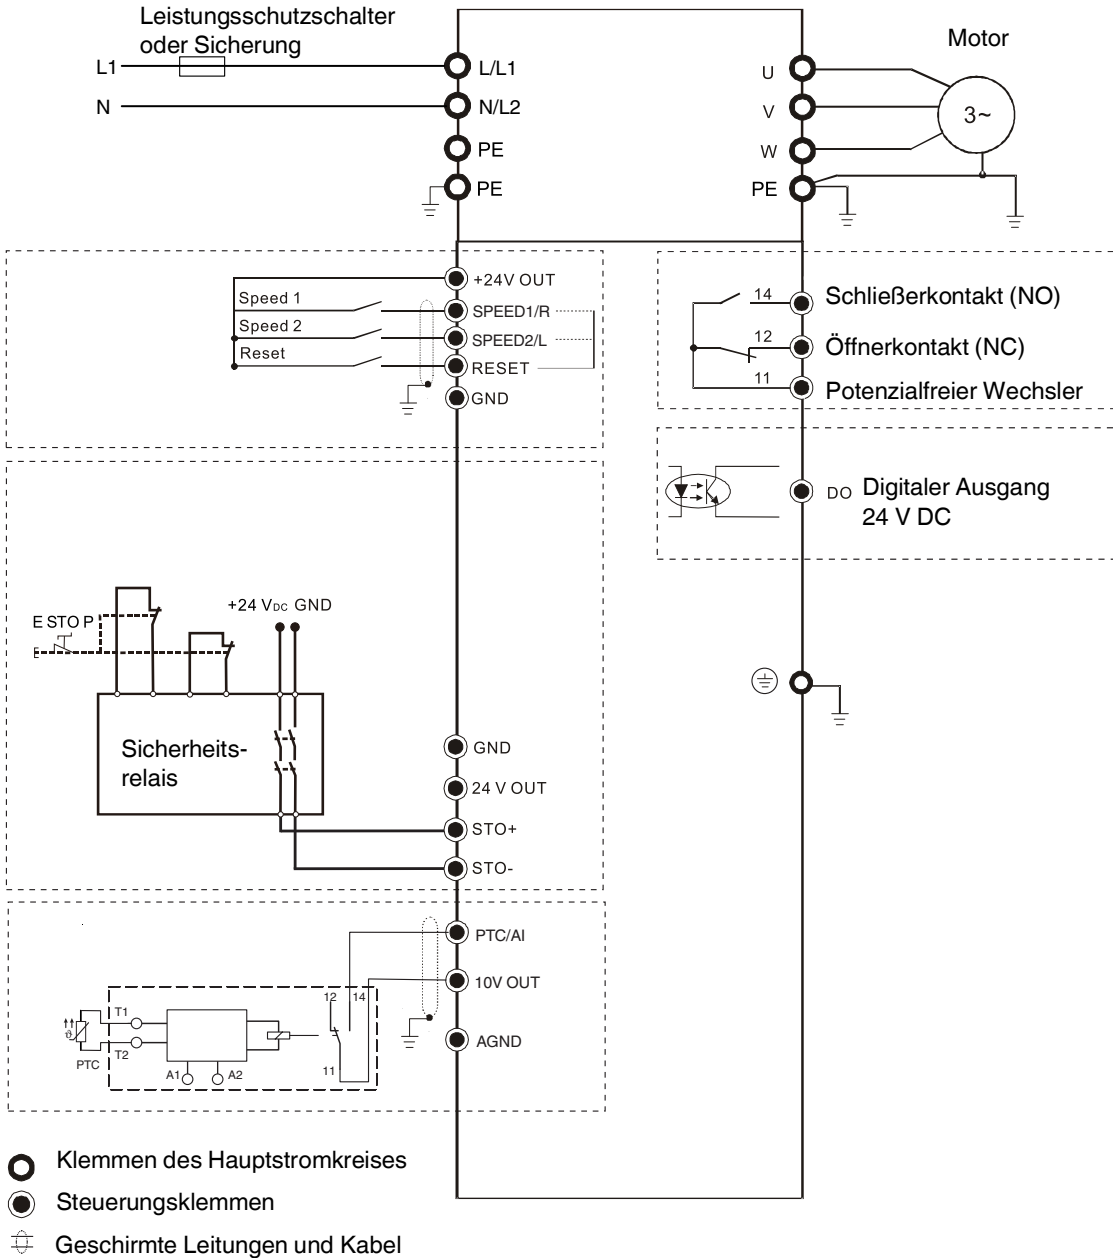 Leistungsschutzschalter
oder Sicherung
Motor
L1
L/L1
U
N
N/L2
V
3~
PE
W
PE
PE
+24V OUT
Speed 1
SPEED1/R
Speed 2
SPEED2/L
Reset
RESET
GND
14
Schließerkontakt (NO)
12
Öffnerkontakt (NC)
11
Potenzialfreier Wechsler
DO
Digitaler Ausgang
24 V DC
+24 VDC GND
E STO P
Sicherheits-
relais
GND
24 V OUT
STO+
STO-
PTC/AI
10V OUT
12
14
T1
ϑ
T2
PTC
A1
A2
11
AGND
Klemmen des Hauptstromkreises
Steuerungsklemmen
Geschirmte Leitungen und Kabel